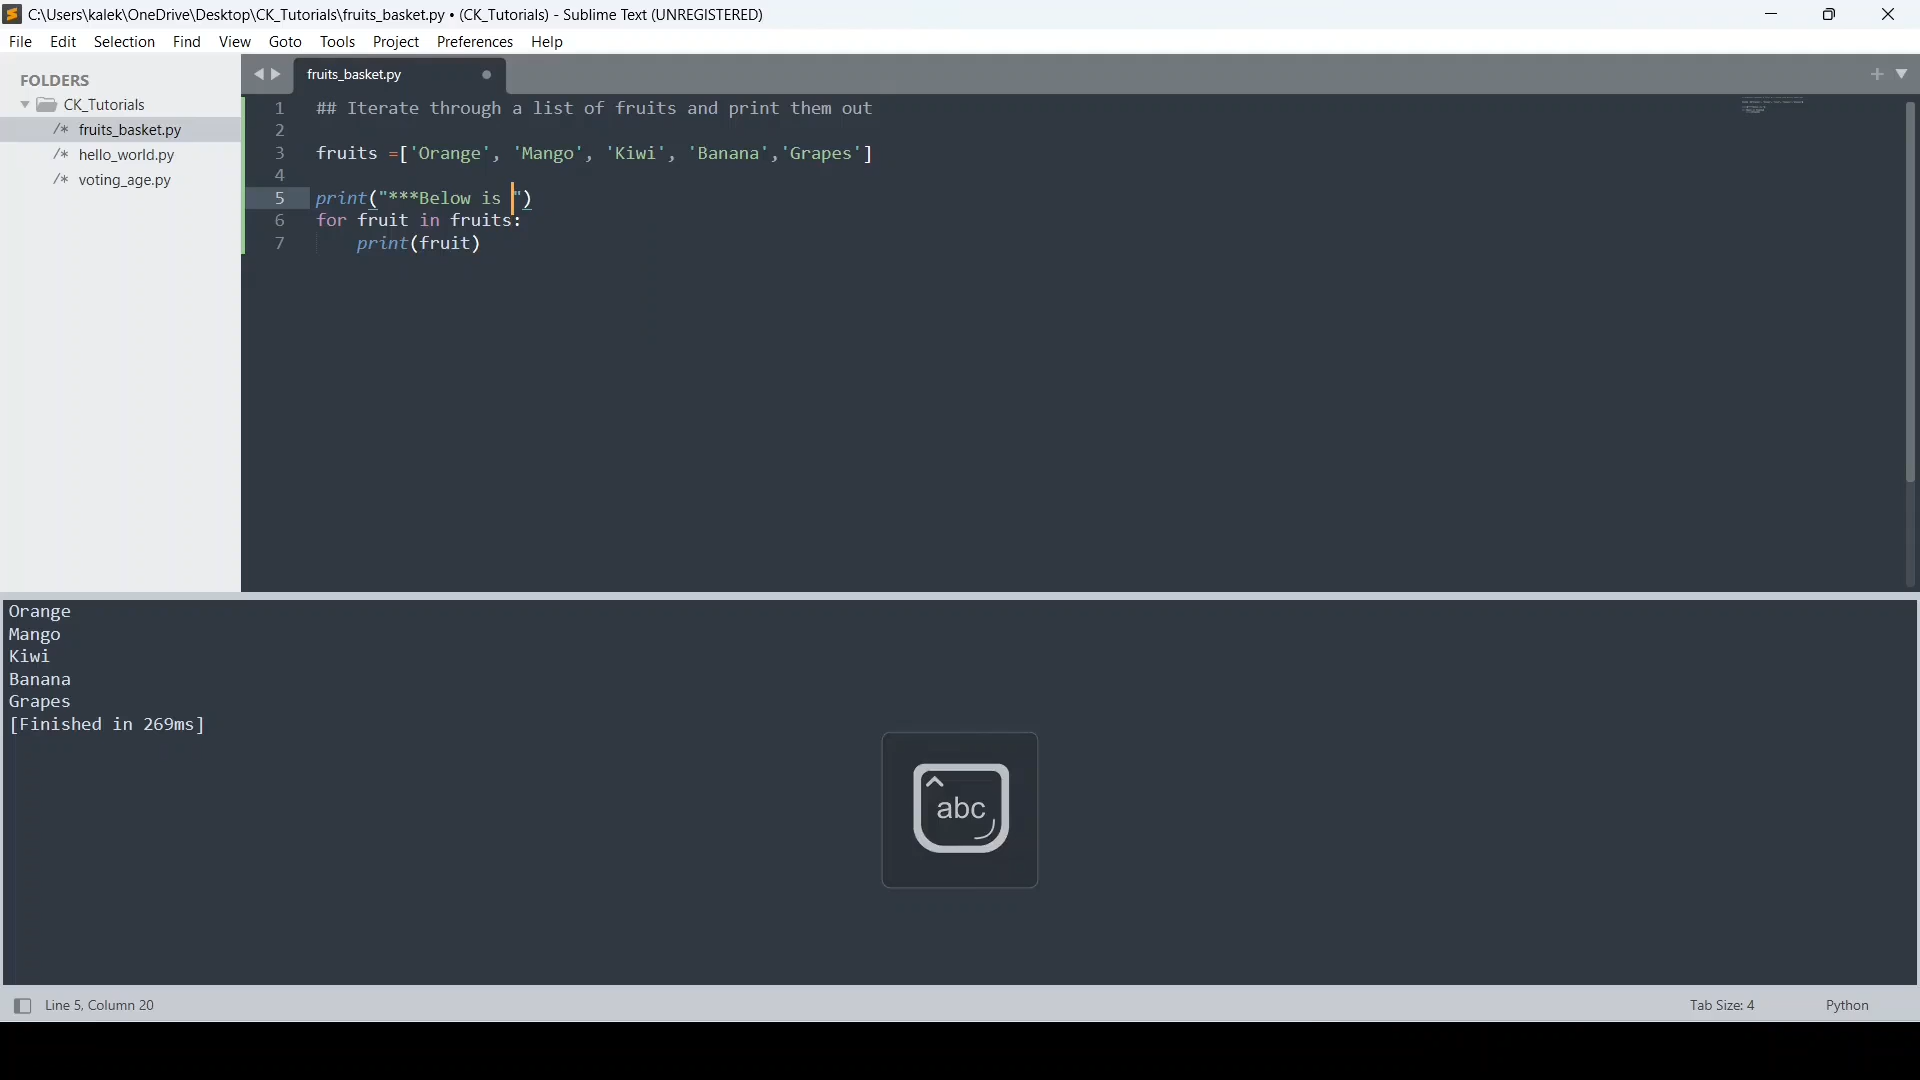 C:\Users\kalek\OneDrive\Desktop\CK_Tutorials\fruits_basket.py • (CK_Tutorials) - Sublime Text (UNREGISTERED)
File Edit Selection Find View Goto Tools Project Preferences Help
FOLDERS
CK_Tutorials
/* fruits_basket.py
/* hello_world.py
/* voting_age.py
fruits_basket.py
1 ## Iterate through a list of fruits and print them out
2
3 fruits =['Orange', 'Mango', 'Kiwi', 'Banana','Grapes']
4
5 print("***Below is ")
6 for fruit in fruits:
7     print(fruit)
Orange
Mango
Kiwi
Banana
Grapes
[Finished in 269ms]
abc
Line 5, Column 20
Tab Size: 4
Python